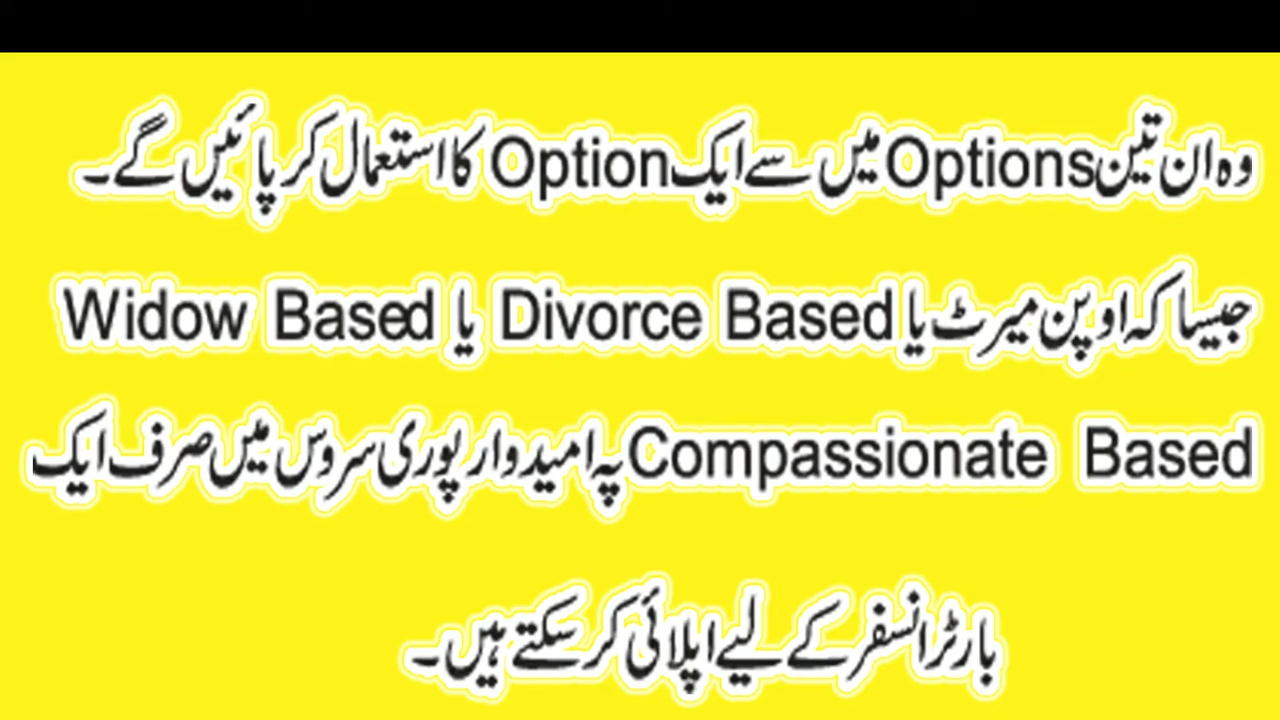 وہ ان تین Options میں سے ایک Option کا استعمال کر پائیں گے۔
جیسا کہ اوپن میرٹ یا Divorce Based یا Widow Based
Compassionate Based پہ امیدوار پوری سروس میں صرف ایک
بار ٹرانسفر کے لیے اپلائی کر سکتے ہیں۔